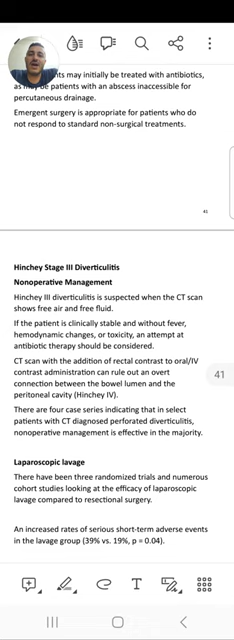 nts may initially be treated with antibiotics,
as may be patients with an abscess inaccessible for
percutaneous drainage.
Emergent surgery is appropriate for patients who do
not respond to standard non-surgical treatments.
41
Hinchey Stage III Diverticulitis
Nonoperative Management
Hinchey III diverticulitis is suspected when the CT scan
shows free air and free fluid.
41
If the patient is clinically stable and without fever,
hemodynamic changes, or toxicity, an attempt at
antibiotic therapy should be considered.
CT scan with the addition of rectal contrast to oral/IV
contrast administration can rule out an overt
connection between the bowel lumen and the
peritoneal cavity (Hinchey IV).
There are four case series indicating that in select
patients with CT diagnosed perforated diverticulitis,
nonoperative management is effective in the majority.
Laparoscopic lavage
There have been three randomized trials and numerous
cohort studies looking at the efficacy of laparoscopic
lavage compared to resectional surgery.
An increased rates of serious short-term adverse events
in the lavage group (39% vs. 19%, p = 0.04).
T